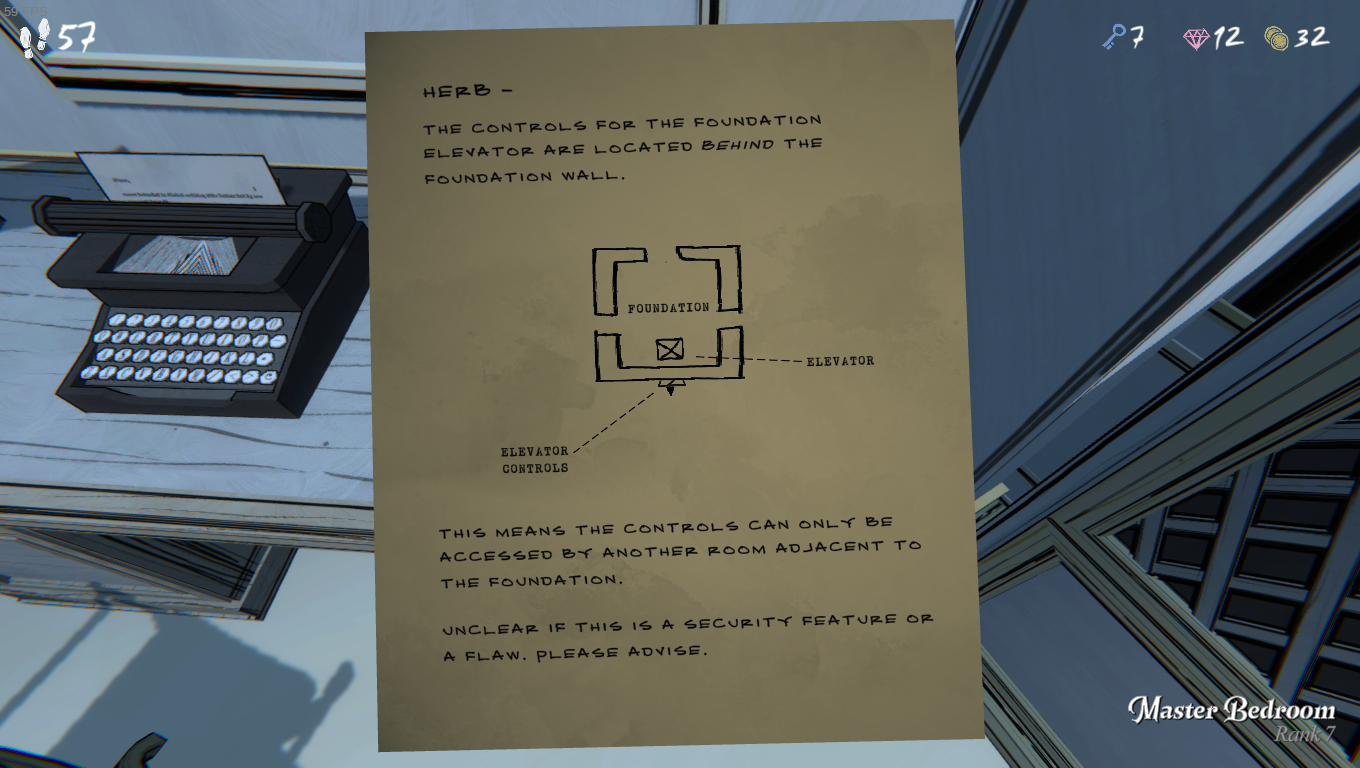 59 FPS
57
7 12 32
HERB -
THE CONTROLS FOR THE FOUNDATION
ELEVATOR ARE LOCATED BEHIND THE
FOUNDATION WALL.
FOUNDATION
ELEVATOR
ELEVATOR
CONTROLS
THIS MEANS THE CONTROLS CAN ONLY BE
ACCESSED BY ANOTHER ROOM ADJACENT TO
THE FOUNDATION.
UNCLEAR IF THIS IS A SECURITY FEATURE OR
A FLAW. PLEASE ADVISE.
Master Bedroom
Rank 7